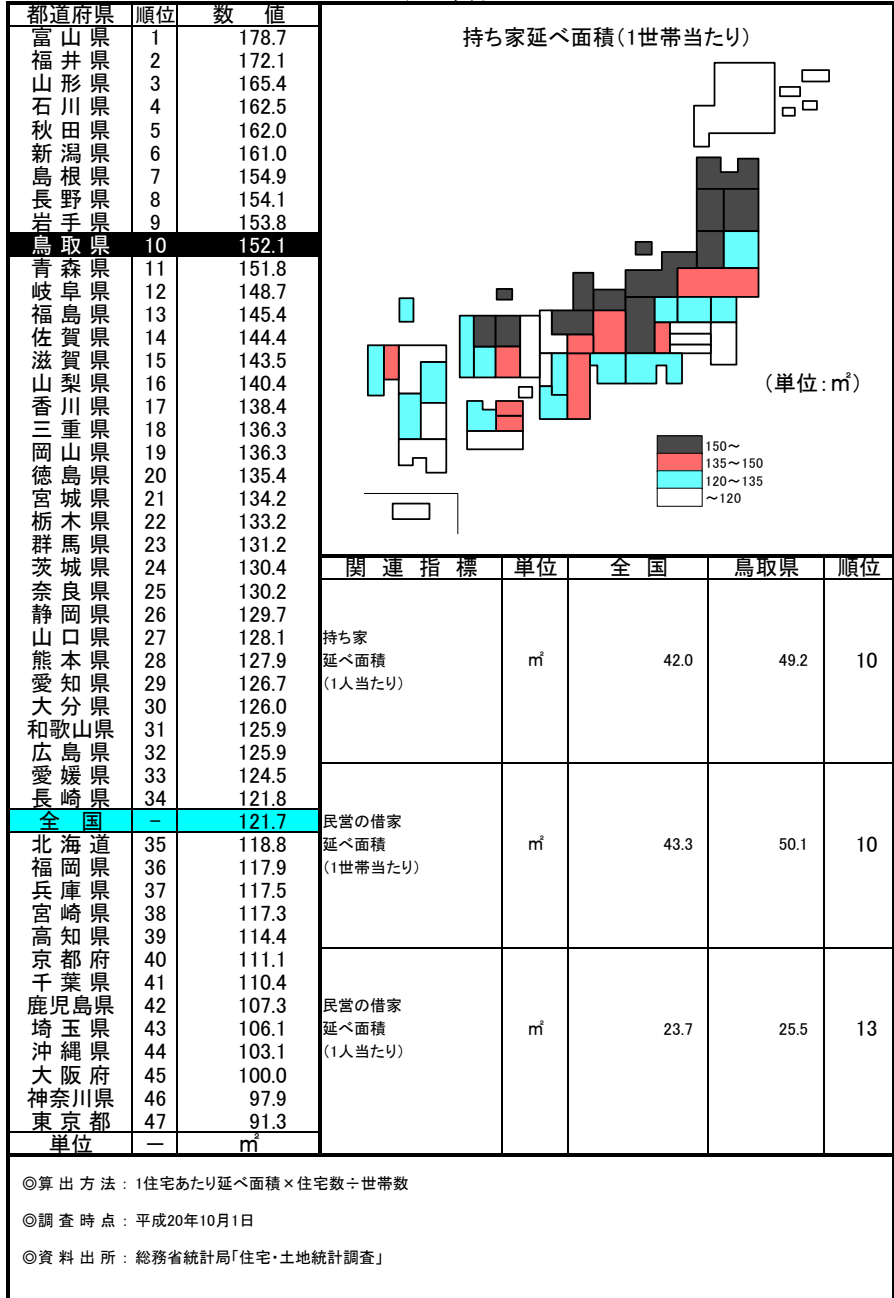 都道府県 順位 数 値
富 山 県 1 178.7
福 井 県 2 172.1
山 形 県 3 165.4
石 川 県 4 162.5
秋 田 県 5 162.0
新 潟 県 6 161.0
島 根 県 7 154.9
長 野 県 8 154.1
岩 手 県 9 153.8
鳥 取 県 10 152.1
青 森 県 11 151.8
岐 阜 県 12 148.7
福 島 県 13 145.4
佐 賀 県 14 144.4
滋 賀 県 15 143.5
山 梨 県 16 140.4
香 川 県 17 138.4
三 重 県 18 136.3
岡 山 県 19 136.3
徳 島 県 20 135.4
宮 城 県 21 134.2
栃 木 県 22 133.2
群 馬 県 23 131.2
茨 城 県 24 130.4
奈 良 県 25 130.2
静 岡 県 26 129.7
山 口 県 27 128.1
熊 本 県 28 127.9
愛 知 県 29 126.7
大 分 県 30 126.0
和歌山県 31 125.9
広 島 県 32 125.9
愛 媛 県 33 124.5
長 崎 県 34 121.8
全 国 － 121.7
北 海 道 35 118.8
福 岡 県 36 117.9
兵 庫 県 37 117.5
宮 崎 県 38 117.3
高 知 県 39 114.4
京 都 府 40 111.1
千 葉 県 41 110.4
鹿児島県 42 107.3
埼 玉 県 43 106.1
沖 縄 県 44 103.1
大 阪 府 45 100.0
神奈川県 46 97.9
東 京 都 47 91.3
単位 － ㎡
持ち家延べ面積(1世帯当たり)
(単位:㎡)
150～
135～150
120～135
～120
関 連 指 標 単位 全 国 鳥取県 順位
持ち家
延べ面積 ㎡ 42.0 49.2 10
(1人当たり)
民営の借家
延べ面積 ㎡ 43.3 50.1 10
(1世帯当たり)
民営の借家
延べ面積 ㎡ 23.7 25.5 13
(1人当たり)
◎算 出 方 法 : 1住宅あたり延べ面積×住宅数÷世帯数
◎調 査 時 点 : 平成20年10月1日
◎資 料 出 所 : 総務省統計局「住宅・土地統計調査」